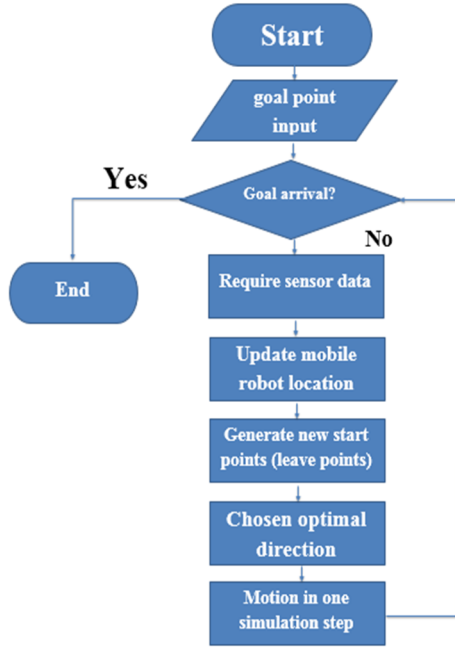 Start
goal point
input
Goal arrival?
Yes
No
End
Require sensor data
Update mobile
robot location
Generate new start
points (leave points)
Chosen optimal
direction
Motion in one
simulation step